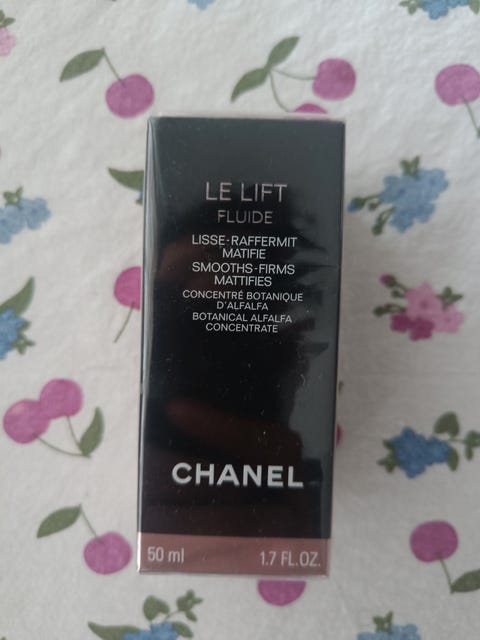 LE LIFT
FLUIDE
LISSE-RAFFERMIT
MATIFIE
SMOOTHS-FIRMS
MATTIFIES
CONCENTRÉ BOTANIQUE
D'ALFALFA
BOTANICAL ALFALFA
CONCENTRATE
CHANEL
50 ml 1.7 FL.OZ.